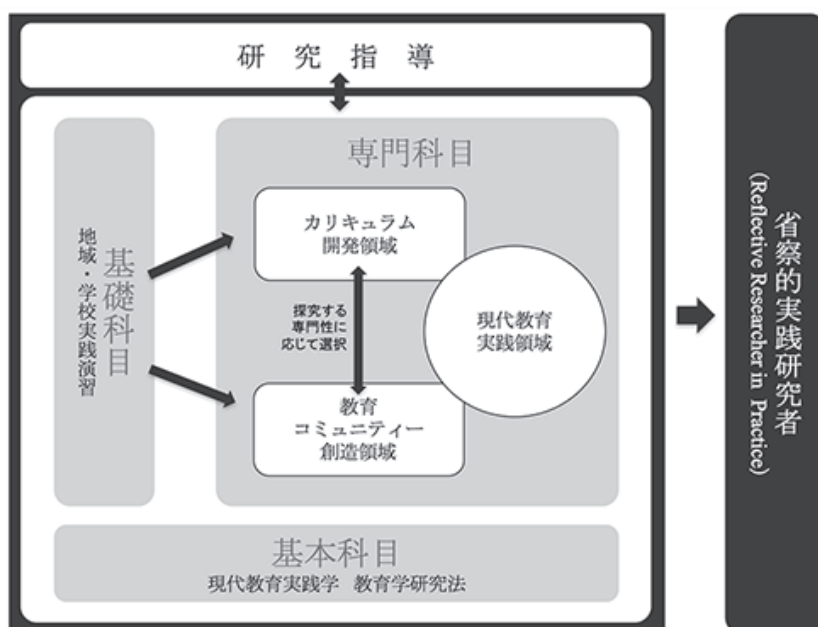 研究指導
専門科目
カリキュラム
開発領域
基礎科目
地域・学校実践演習
探究する
専門性に
応じて選択
現代教育
実践領域
教育
コミュニティー
創造領域
基本科目
現代教育実践学 教育学研究法
省察的実践研究者
(Reflective Researcher in Practice)